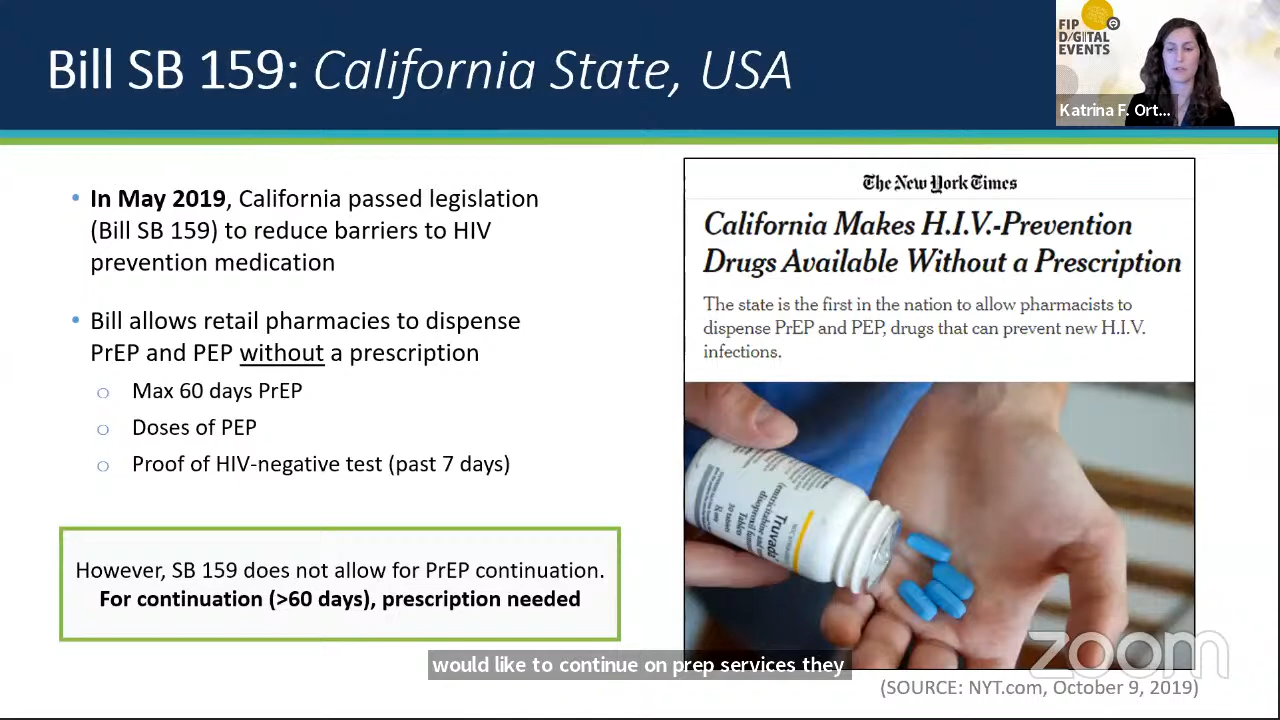 Bill SB 159: California State, USA
FIP
DIGITAL
EVENTS
Katrina F. Ort...
• In May 2019, California passed legislation
(Bill SB 159) to reduce barriers to HIV
prevention medication
• Bill allows retail pharmacies to dispense
PrEP and PEP without a prescription
o Max 60 days PrEP
o Doses of PEP
o Proof of HIV-negative test (past 7 days)
However, SB 159 does not allow for PrEP continuation.
For continuation (>60 days), prescription needed
The New York Times
California Makes H.I.V.-Prevention
Drugs Available Without a Prescription
The state is the first in the nation to allow pharmacists to
dispense PrEP and PEP, drugs that can prevent new H.I.V.
infections.
Truvada
zoom
would like to continue on prep services they
(SOURCE: NYT.com, October 9, 2019)